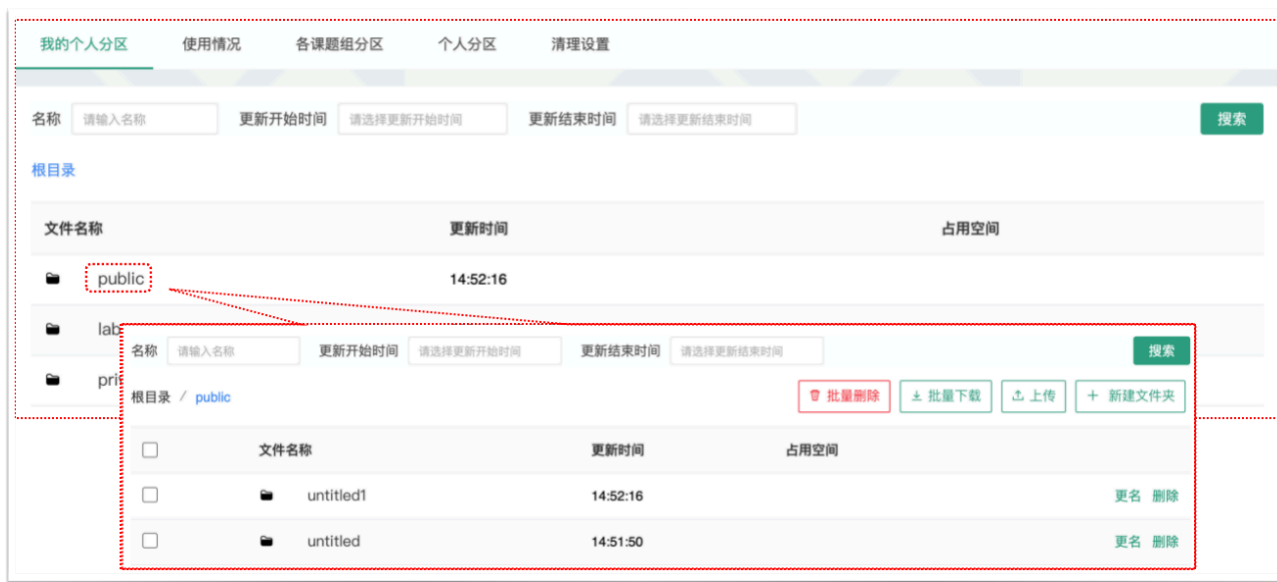 我的个人分区 使用情况 各课题组分区 个人分区 清理设置
名称 请输入名称 更新开始时间 请选择更新开始时间 更新结束时间 请选择更新结束时间 搜索
根目录
文件名称 更新时间 占用空间
public 14:52:16
lab
pri
名称 请输入名称 更新开始时间 请选择更新开始时间 更新结束时间 请选择更新结束时间 搜索
根目录 / public 批量删除 批量下载 上传 + 新建文件夹
文件名称 更新时间 占用空间
untitled1 14:52:16 更名 删除
untitled 14:51:50 更名 删除